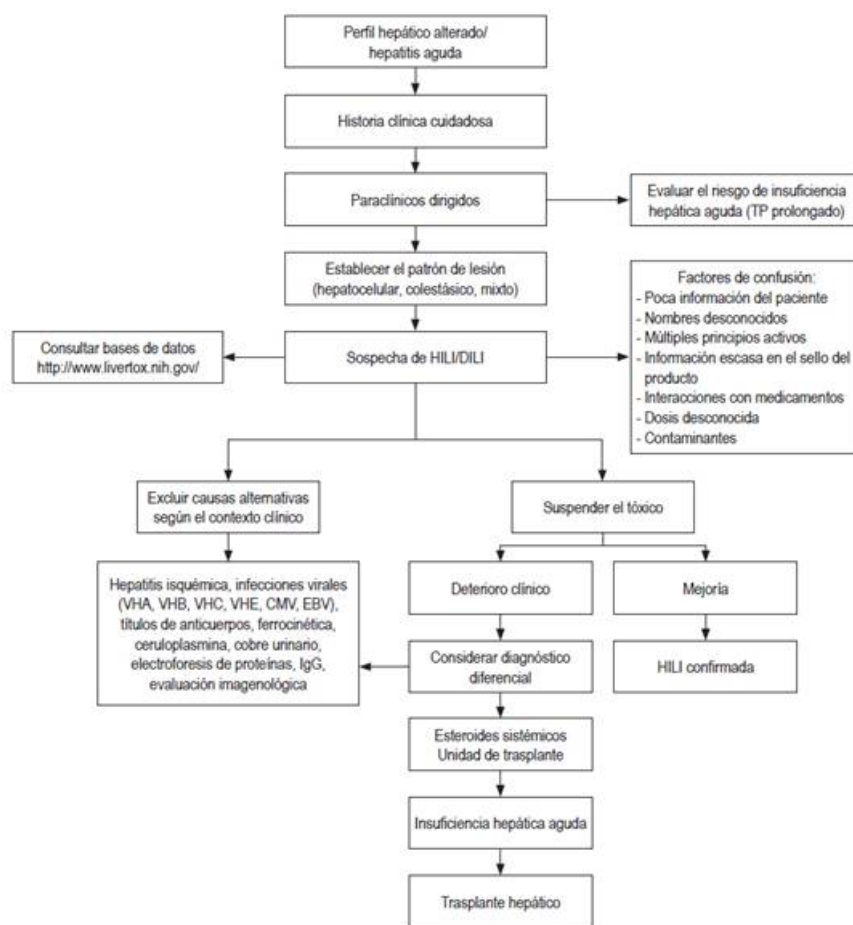 Perfil hepático alterado/
hepatitis aguda
Historia clínica cuidadosa
Paraclínicos dirigidos
Evaluar el riesgo de insuficiencia
hepática aguda (TP prolongado)
Establecer el patrón de lesión
(hepatocelular, colestásico, mixto)
Factores de confusión:
- Poca información del paciente
- Nombres desconocidos
- Múltiples principios activos
- Información escasa en el sello del
producto
- Interacciones con medicamentos
- Dosis desconocida
- Contaminantes
Consultar bases de datos
http://www.livertox.nih.gov/
Sospecha de HILI/DILI
Excluir causas alternativas
según el contexto clínico
Suspender el tóxico
Hepatitis isquémica, infecciones virales
(VHA, VHB, VHC, VHE, CMV, EBV),
títulos de anticuerpos, ferrocinética,
ceruloplasmina, cobre urinario,
electroforesis de proteínas, IgG,
evaluación imagenológica
Deterioro clínico
Mejoría
Considerar diagnóstico
diferencial
HILI confirmada
Esteroides sistémicos
Unidad de trasplante
Insuficiencia hepática aguda
Trasplante hepático